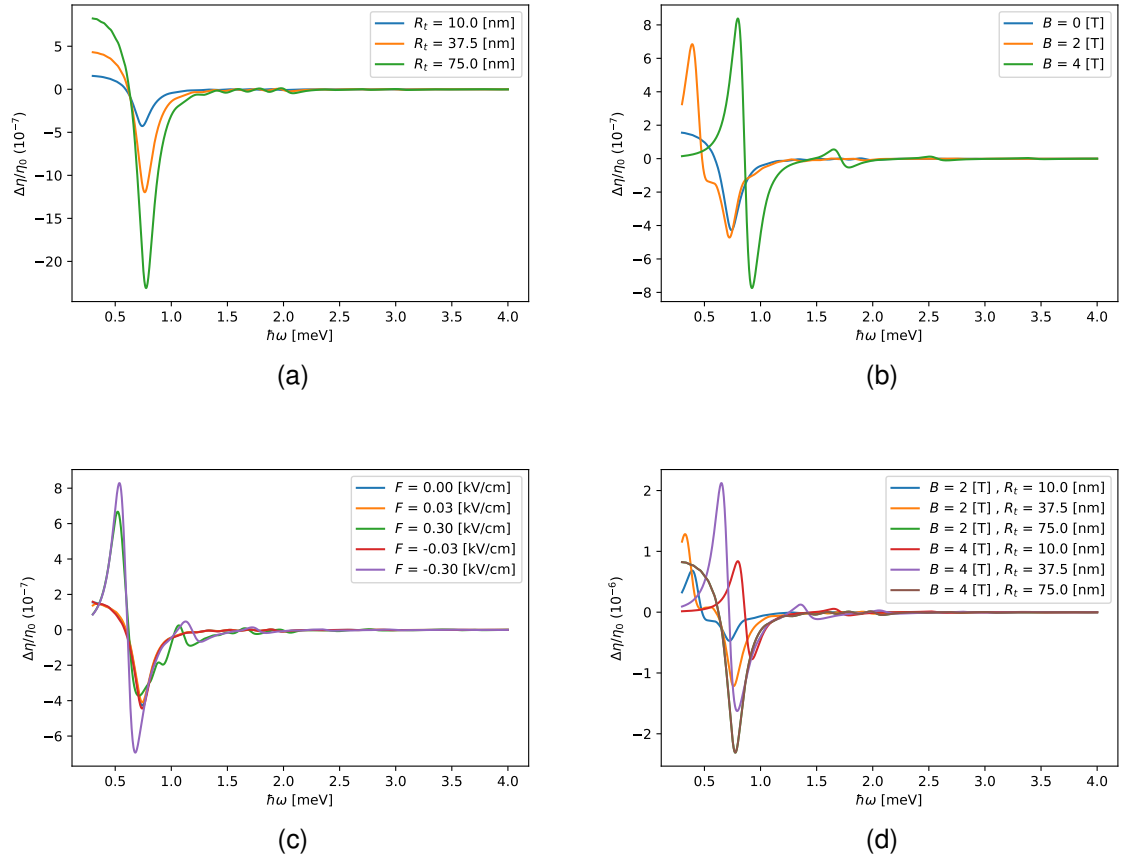 R_t = 10.0 [nm]
R_t = 37.5 [nm]
R_t = 75.0 [nm]
5
0
−5
−10
−15
−20
Δη/η₀ (10⁻⁷)
0.5 1.0 1.5 2.0 2.5 3.0 3.5 4.0
ħω [meV]
(a)
B = 0 [T]
B = 2 [T]
B = 4 [T]
8
6
4
2
0
−2
−4
−6
−8
Δη/η₀ (10⁻⁷)
0.5 1.0 1.5 2.0 2.5 3.0 3.5 4.0
ħω [meV]
(b)
F = 0.00 [kV/cm]
F = 0.03 [kV/cm]
F = 0.30 [kV/cm]
F = -0.03 [kV/cm]
F = -0.30 [kV/cm]
8
6
4
2
0
−2
−4
−6
Δη/η₀ (10⁻⁷)
0.5 1.0 1.5 2.0 2.5 3.0 3.5 4.0
ħω [meV]
(c)
B = 2 [T] , R_t = 10.0 [nm]
B = 2 [T] , R_t = 37.5 [nm]
B = 2 [T] , R_t = 75.0 [nm]
B = 4 [T] , R_t = 10.0 [nm]
B = 4 [T] , R_t = 37.5 [nm]
B = 4 [T] , R_t = 75.0 [nm]
2
1
0
−1
−2
Δη/η₀ (10⁻⁶)
0.5 1.0 1.5 2.0 2.5 3.0 3.5 4.0
ħω [meV]
(d)